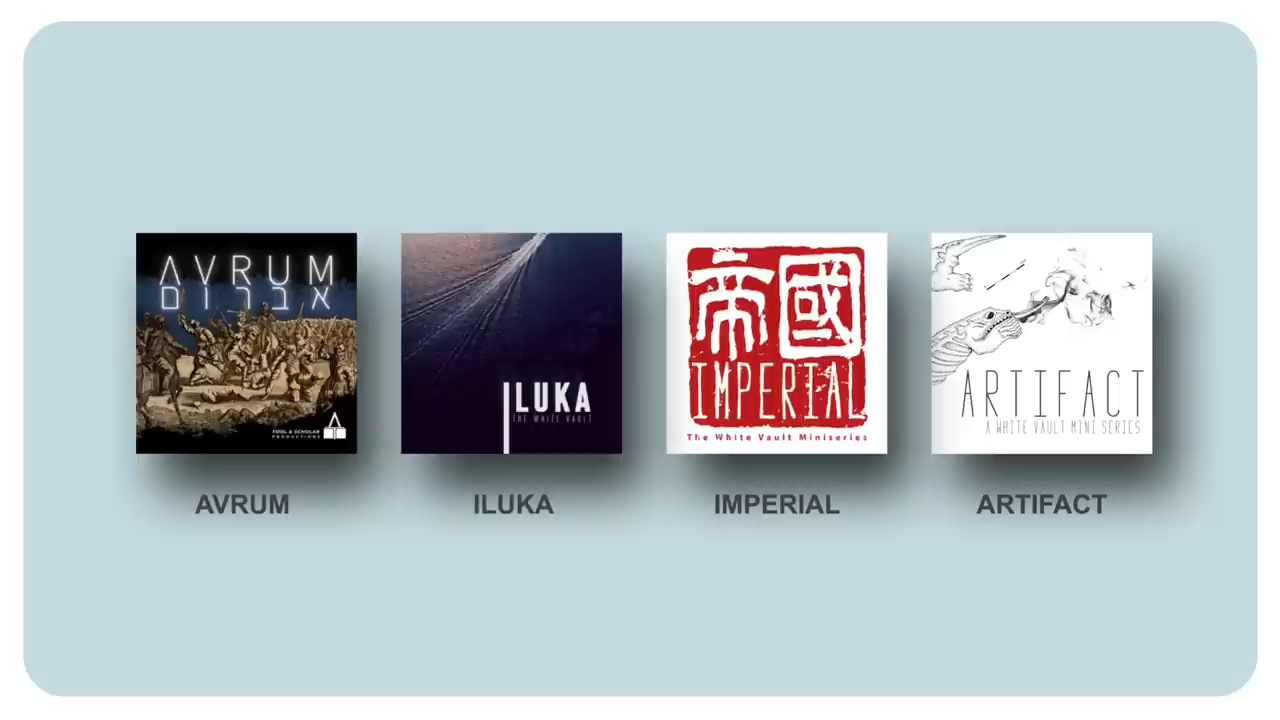 AVRUM
אברום
FOOL & SCHOLAR
PRODUCTIONS
AVRUM
ILUKA
THE WHITE VAULT
ILUKA
帝國
IMPERIAL
The White Vault Miniseries
IMPERIAL
ARTIFACT
A WHITE VAULT MINI SERIES
ARTIFACT